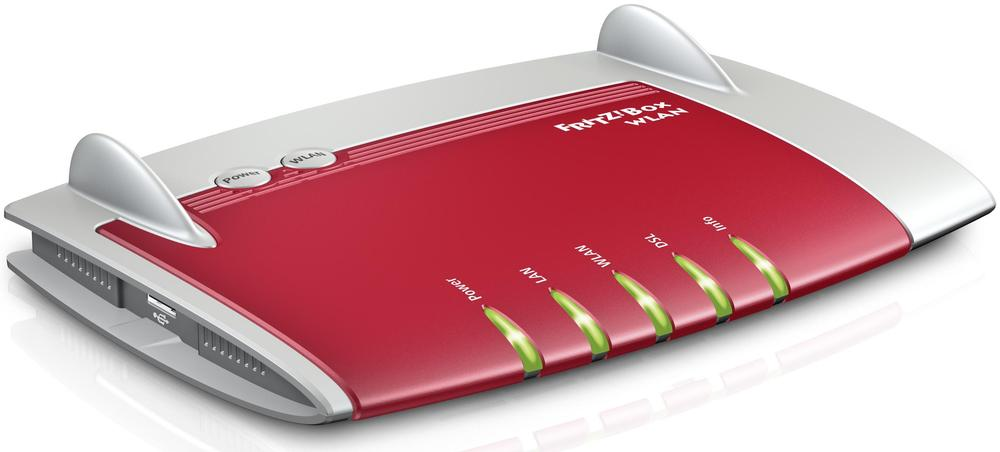 FRITZ!Box
WLAN
Power
WLAN
Power
LAN
WLAN
DSL
Info